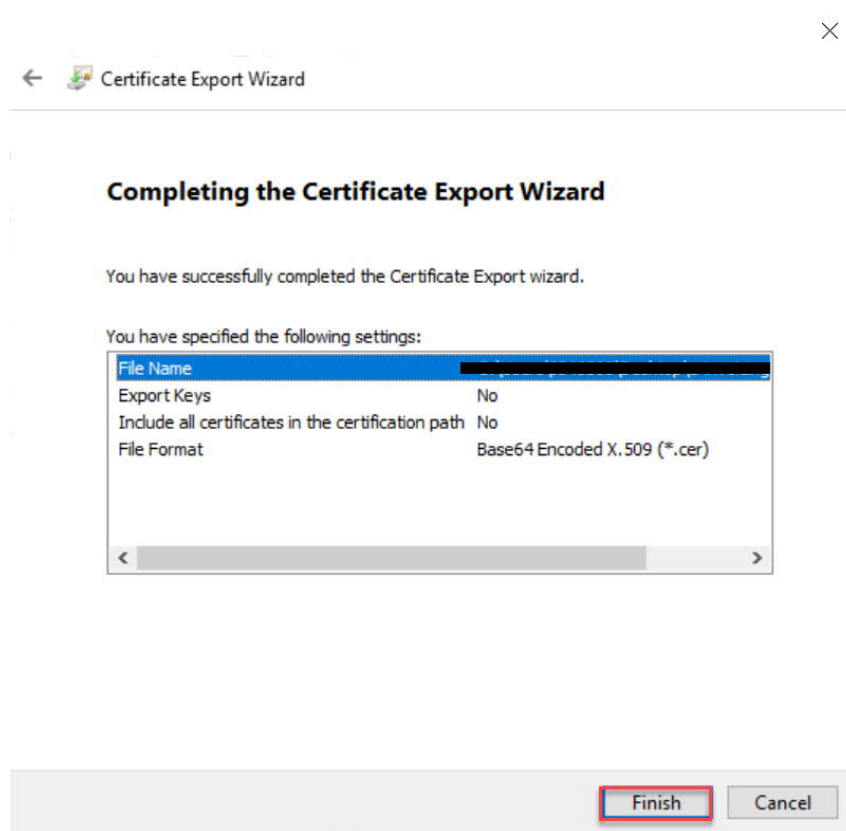 Certificate Export Wizard
Completing the Certificate Export Wizard
You have successfully completed the Certificate Export wizard.
You have specified the following settings:
File Name
Export Keys No
Include all certificates in the certification path No
File Format Base64 Encoded X.509 (*.cer)
Finish Cancel